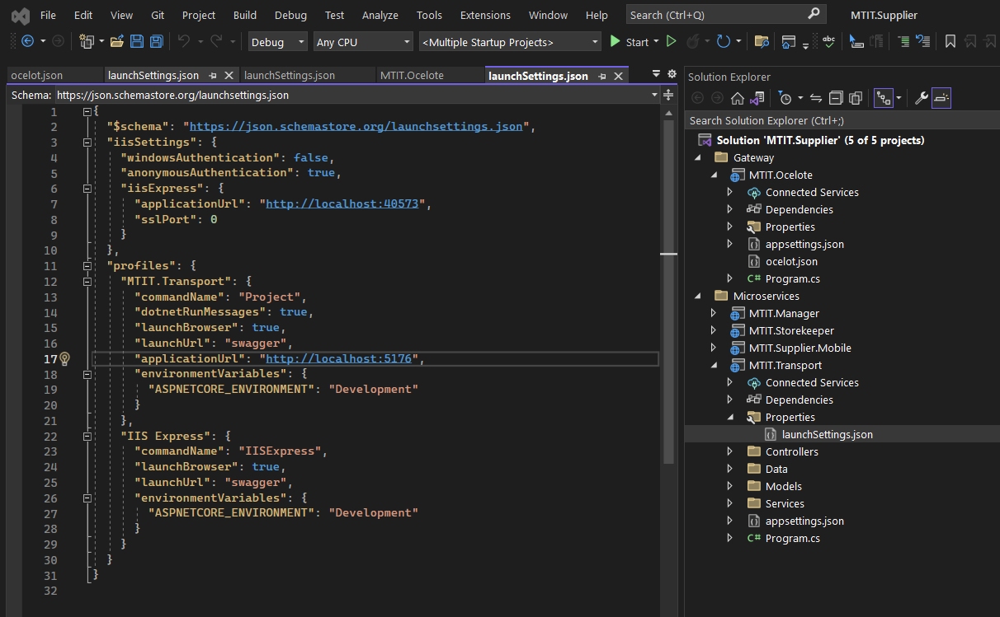 File Edit View Git Project Build Debug Test Analyze Tools Extensions Window Help Search (Ctrl+Q) MTIT.Supplier
Debug Any CPU <Multiple Startup Projects> Start abc
ocelot.json launchSettings.json launchSettings.json MTIT.Ocelote launchSettings.json
Schema: https://json.schemastore.org/launchsettings.json
1 {
2 "$schema": "https://json.schemastore.org/launchsettings.json",
3 "iisSettings": {
4 "windowsAuthentication": false,
5 "anonymousAuthentication": true,
6 "iisExpress": {
7 "applicationUrl": "http://localhost:40573",
8 "sslPort": 0
9 }
10 },
11 "profiles": {
12 "MTIT.Transport": {
13 "commandName": "Project",
14 "dotnetRunMessages": true,
15 "launchBrowser": true,
16 "launchUrl": "swagger",
17 "applicationUrl": "http://localhost:5176",
18 "environmentVariables": {
19 "ASPNETCORE_ENVIRONMENT": "Development"
20 }
21 },
22 "IIS Express": {
23 "commandName": "IISExpress",
24 "launchBrowser": true,
25 "launchUrl": "swagger",
26 "environmentVariables": {
27 "ASPNETCORE_ENVIRONMENT": "Development"
28 }
29 }
30 }
31 }
32
Solution Explorer
Search Solution Explorer (Ctrl+;)
Solution 'MTIT.Supplier' (5 of 5 projects)
Gateway
MTIT.Ocelote
Connected Services
Dependencies
Properties
appsettings.json
ocelot.json
C# Program.cs
Microservices
MTIT.Manager
MTIT.Storekeeper
MTIT.Supplier.Mobile
MTIT.Transport
Connected Services
Dependencies
Properties
launchSettings.json
Controllers
Data
Models
Services
appsettings.json
C# Program.cs